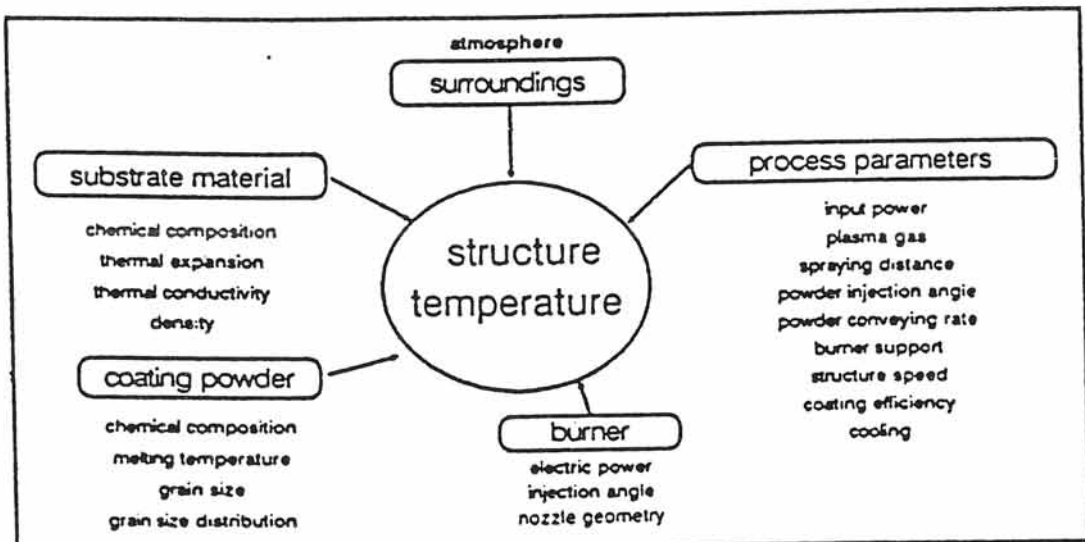 atmosphere
surroundings
substrate material
chemical composition
thermal expansion
thermal conductivity
density
coating powder
chemical composition
melting temperature
grain size
grain size distribution
structure
temperature
burner
electric power
injection angle
nozzle geometry
process parameters
input power
plasma gas
spraying distance
powder injection angle
powder conveying rate
burner support
structure speed
coating efficiency
cooling